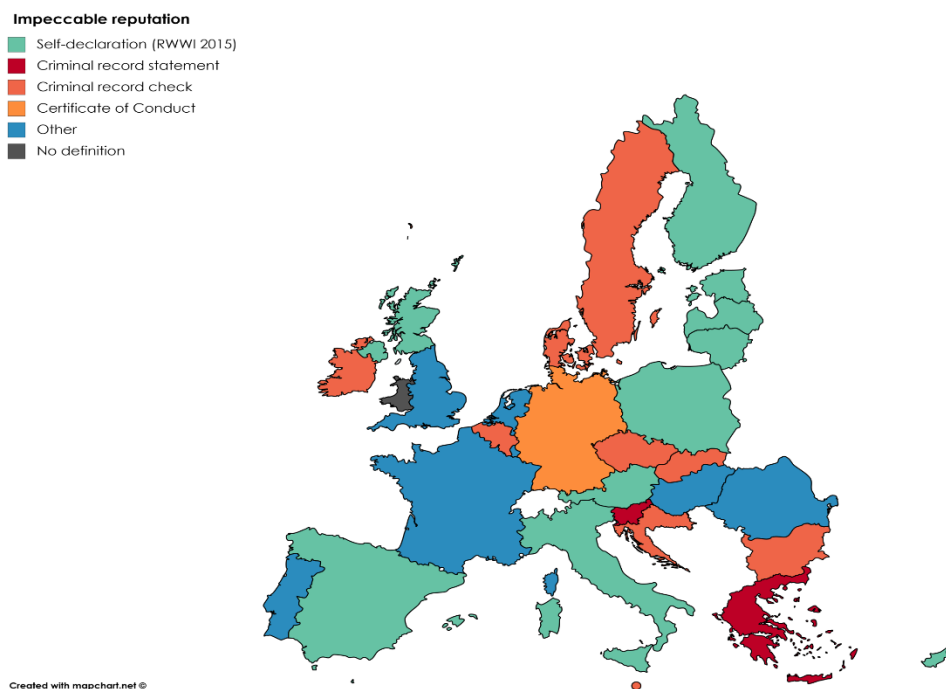 Impeccable reputation
Self-declaration (RWWI 2015)
Criminal record statement
Criminal record check
Certificate of Conduct
Other
No definition
Created with mapchart.net ©